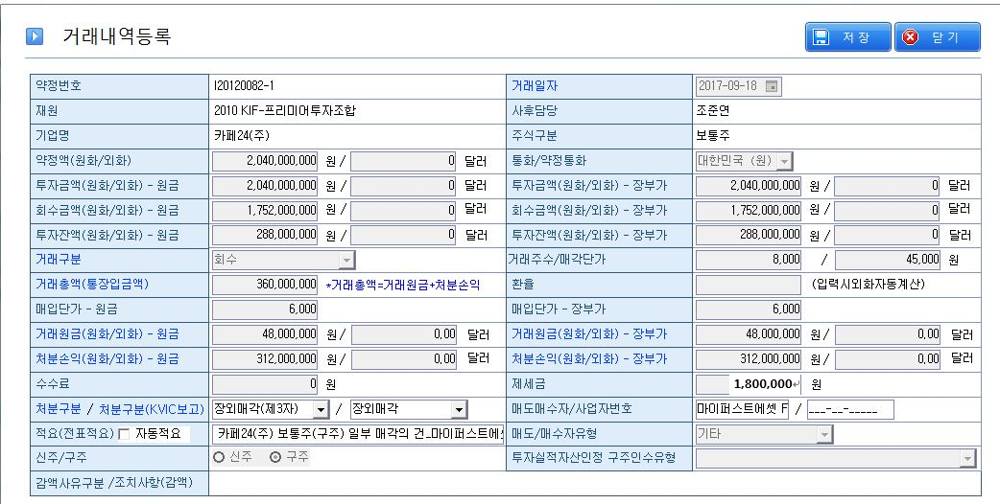 거래내역등록 저 장 닫 기
약정번호 I20120082-1 거래일자 2017-09-18
재원 2010 KIF-프리미어투자조합 사후담당 조준연
기업명 카페24(주) 주식구분 보통주
약정액(원화/외화) 2,040,000,000 원 / 0 달러 통화/약정통화 대한민국 (원)
투자금액(원화/외화) - 원금 2,040,000,000 원 / 0 달러 투자금액(원화/외화) - 장부가 2,040,000,000 원 / 0 달러
회수금액(원화/외화) - 원금 1,752,000,000 원 / 0 달러 회수금액(원화/외화) - 장부가 1,752,000,000 원 / 0 달러
투자잔액(원화/외화) - 원금 288,000,000 원 / 0 달러 투자잔액(원화/외화) - 장부가 288,000,000 원 / 0 달러
거래구분 회수 거래주수/매각단가 8,000 / 45,000 원
거래총액(통장입금액) 360,000,000 *거래총액=거래원금+처분손익 환율 (입력시외화자동계산)
매입단가 - 원금 6,000 매입단가 - 장부가 6,000
거래원금(원화/외화) - 원금 48,000,000 원 / 0,00 달러 거래원금(원화/외화) - 장부가 48,000,000 원 / 0,00 달러
처분손익(원화/외화) - 원금 312,000,000 원 / 0,00 달러 처분손익(원화/외화) - 장부가 312,000,000 원 / 0,00 달러
수수료 0 원 제세금 1,800,000↵ 원
처분구분 / 처분구분(KVIC보고) 장외매각(제3자) / 장외매각 매도매수자/사업자번호 마이퍼스트에셋 F / ___-__-_____
적요(전표적요) 자동적요 카페24(주) 보통주(구주) 일부 매각의 건_마이퍼스트에 매도/매수자유형 기타
신주/구주 신주 구주 투자실적자산인정 구주인수유형
감액사유구분 /조치사항(감액)